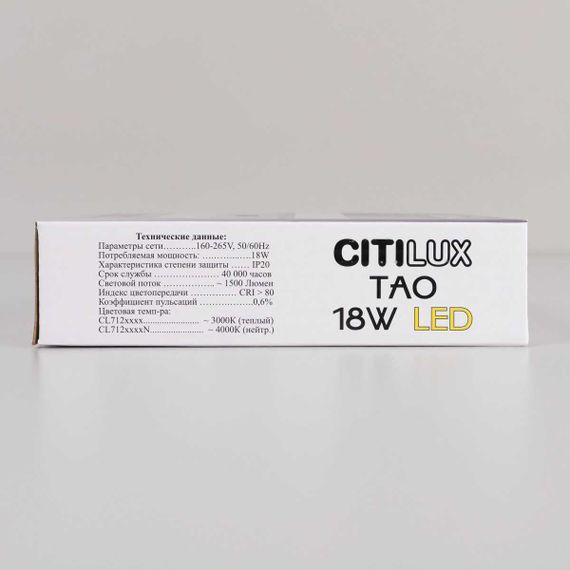 Технические данные:
Параметры сети...........160-265V, 50/60Hz
Потребляемая мощность: ...................18W
Характеристика степени защиты ...... IP20
Срок службы ......................... 40 000 часов
Световой поток ................ ~ 1500 Люмен
Индекс цветопередачи ................... CRI > 80
Коэффициент пульсаций ...................0,6%
Цветовая темп-ра:
CL712xxxx..................... ~ 3000K (теплый)
CL712xxxxN................... ~ 4000K (нейтр.)
CITILUX
TAO
18W LED